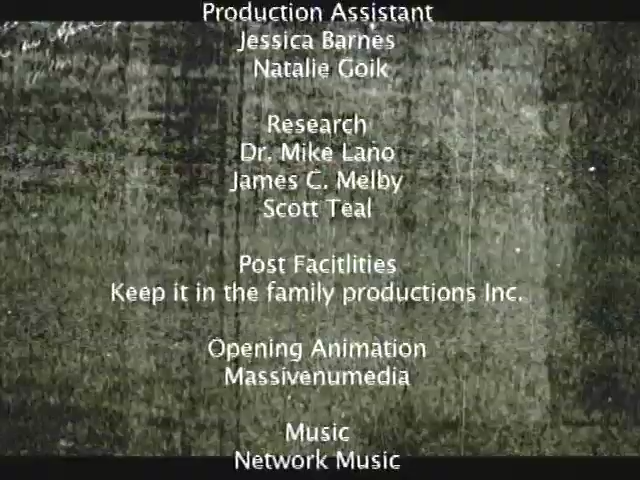 Production Assistant
Jessica Barnes
Natalie Goik
Research
Dr. Mike Lano
James C. Melby
Scott Teal
Post Facitlities
Keep it in the family productions Inc.
Opening Animation
Massivenumedia
Music
Network Music